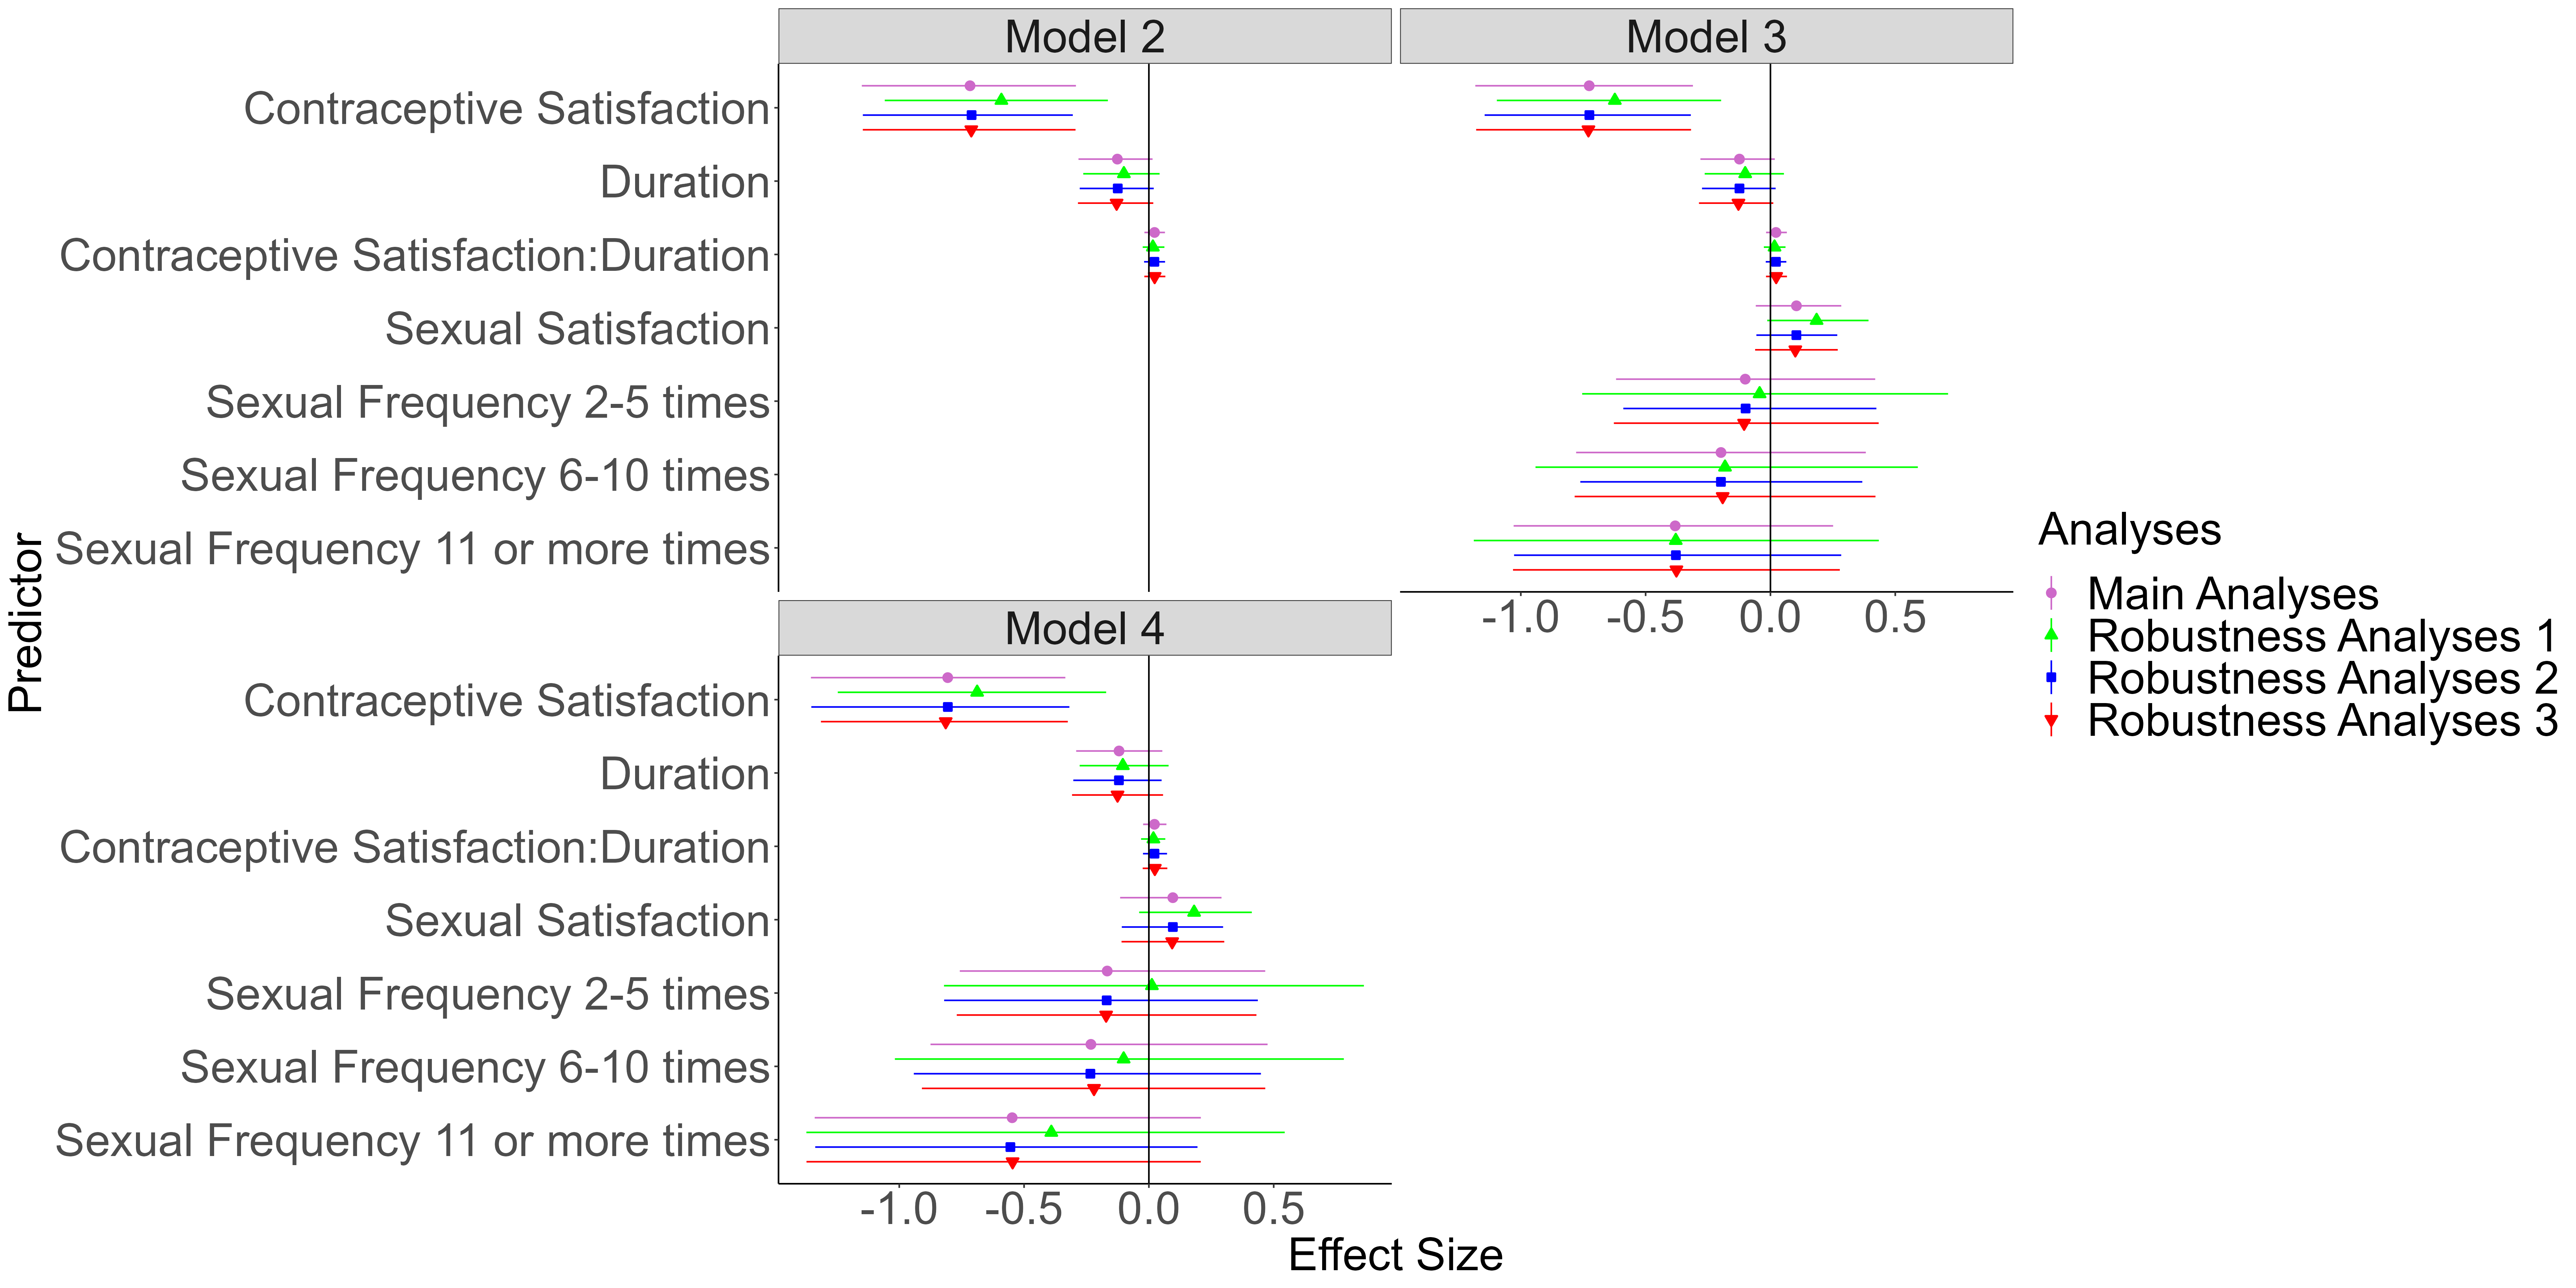 Model 2
Model 3
Contraceptive Satisfaction
Duration
Contraceptive Satisfaction:Duration
Sexual Satisfaction
Sexual Frequency 2-5 times
Sexual Frequency 6-10 times
Sexual Frequency 11 or more times
-1.0 -0.5 0.0 0.5
Model 4
Contraceptive Satisfaction
Duration
Contraceptive Satisfaction:Duration
Sexual Satisfaction
Sexual Frequency 2-5 times
Sexual Frequency 6-10 times
Sexual Frequency 11 or more times
-1.0 -0.5 0.0 0.5
Effect Size
Predictor
Analyses
Main Analyses
Robustness Analyses 1
Robustness Analyses 2
Robustness Analyses 3